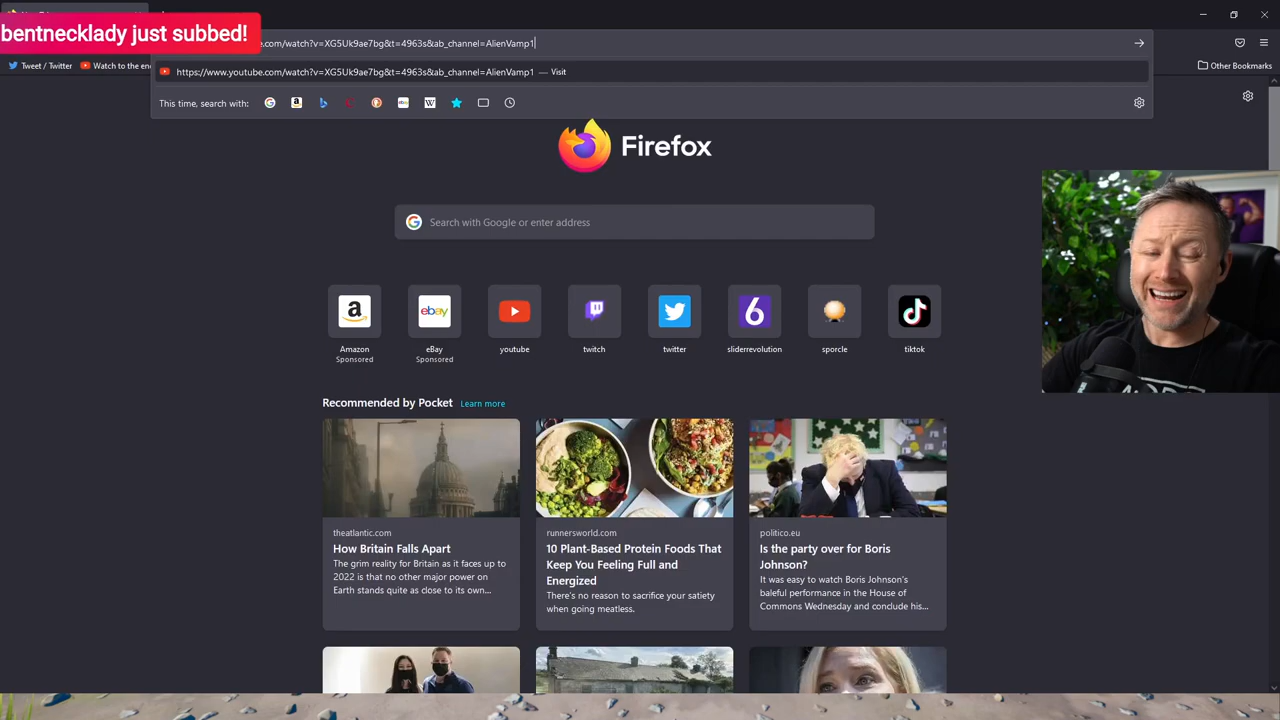 bentnecklady just subbed!
e.com/watch?v=XG5Uk9ae7bg&t=4963s&ab_channel=AlienVamp1
Tweet / Twitter
Watch to the en
https://www.youtube.com/watch?v=XG5Uk9ae7bg&t=4963s&ab_channel=AlienVamp1 — Visit
Other Bookmarks
This time, search with:
Firefox
Search with Google or enter address
Amazon
Sponsored
eBay
Sponsored
youtube
twitch
twitter
sliderrevolution
sporcle
tiktok
Recommended by Pocket Learn more
theatlantic.com
How Britain Falls Apart
The grim reality for Britain as it faces up to
2022 is that no other major power on
Earth stands quite as close to its own...
runnersworld.com
10 Plant-Based Protein Foods That
Keep You Feeling Full and
Energized
There's no reason to sacrifice your satiety
when going meatless.
politico.eu
Is the party over for Boris
Johnson?
It was easy to watch Boris Johnson's
baleful performance in the House of
Commons Wednesday and conclude his...